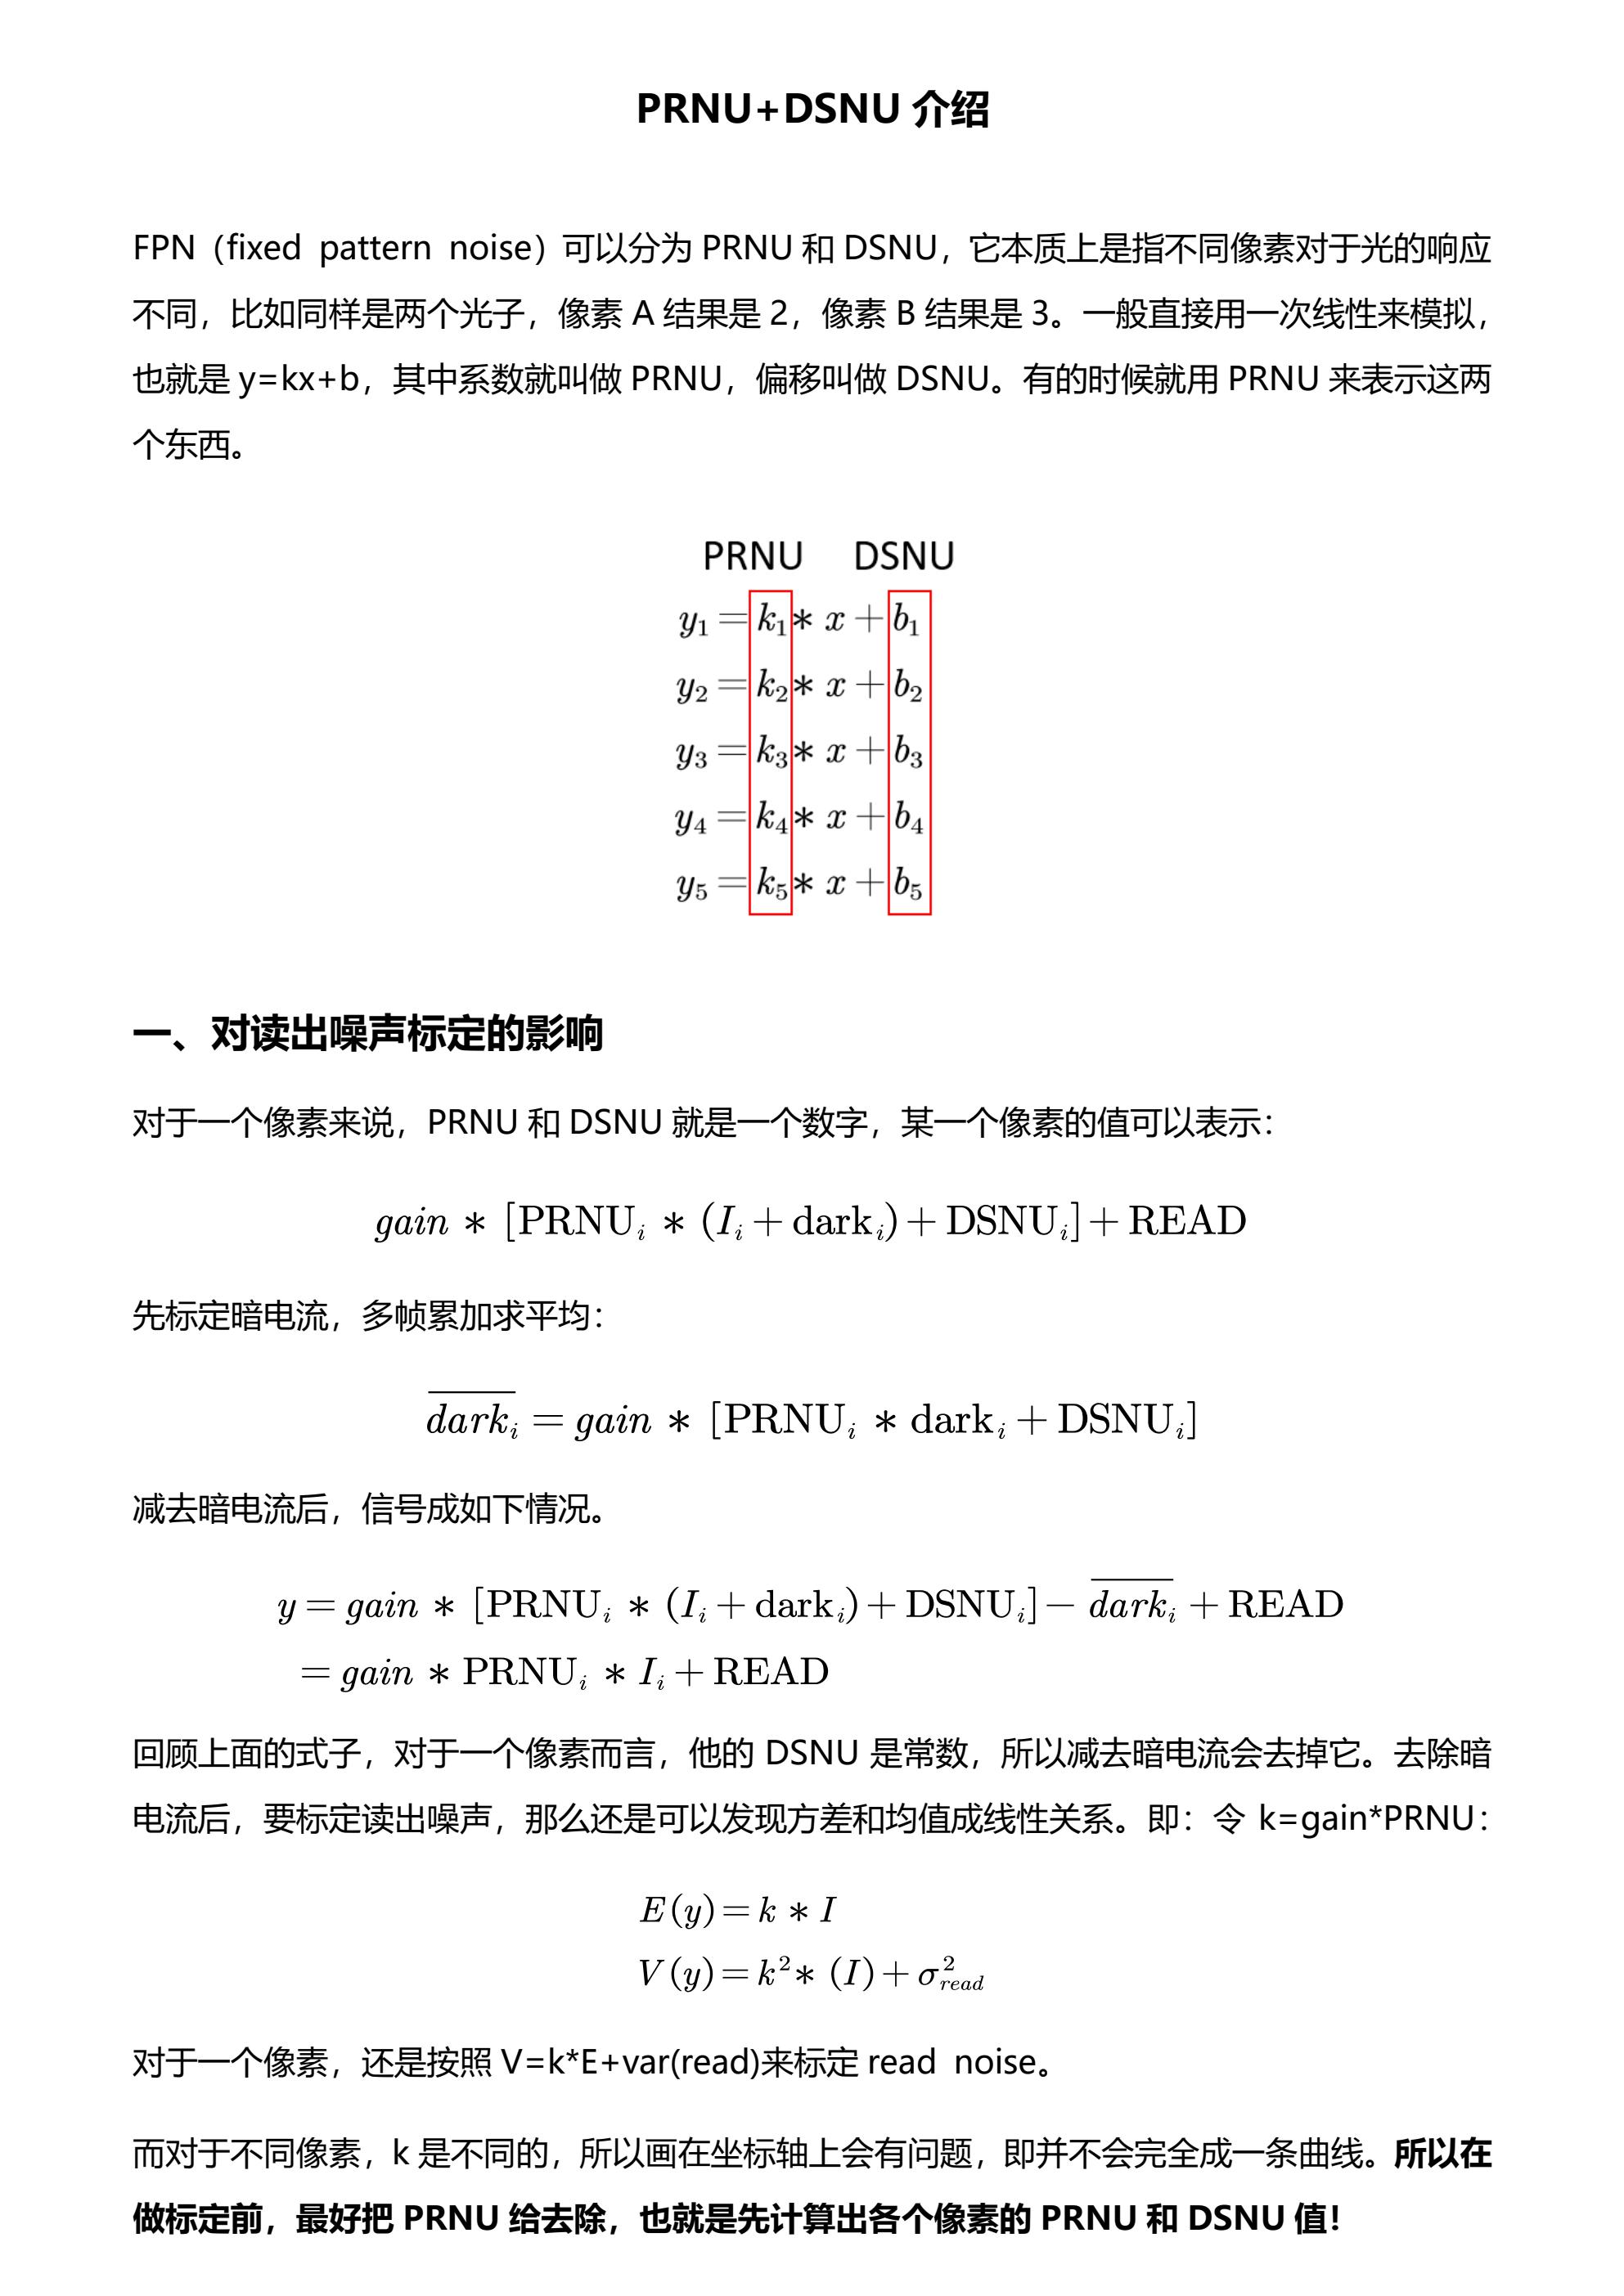 PRNU+DSNU 介绍
FPN（fixed pattern noise）可以分为 PRNU 和 DSNU，它本质上是指不同像素对于光的响应
不同，比如同样是两个光子，像素 A 结果是 2，像素 B 结果是 3。一般直接用一次线性来模拟，
也就是 y=kx+b，其中系数就叫做 PRNU，偏移叫做 DSNU。有的时候就用 PRNU 来表示这两
个东西。
PRNU DSNU
y₁ = k₁ * x + b₁
y₂ = k₂ * x + b₂
y₃ = k₃ * x + b₃
y₄ = k₄ * x + b₄
y₅ = k₅ * x + b₅
一、对读出噪声标定的影响
对于一个像素来说，PRNU 和 DSNU 就是一个数字，某一个像素的值可以表示：
$gain * [\mathrm{PRNU}_i * (I_i + \mathrm{dark}_i) + \mathrm{DSNU}_i] + \mathrm{READ}$
先标定暗电流，多帧累加求平均：
$\overline{dark_i} = gain * [\mathrm{PRNU}_i * \mathrm{dark}_i + \mathrm{DSNU}_i]$
减去暗电流后，信号成如下情况。
$y = gain * [\mathrm{PRNU}_i * (I_i + \mathrm{dark}_i) + \mathrm{DSNU}_i] - \overline{dark_i} + \mathrm{READ}$
$= gain * \mathrm{PRNU}_i * I_i + \mathrm{READ}$
回顾上面的式子，对于一个像素而言，他的 DSNU 是常数，所以减去暗电流会去掉它。去除暗
电流后，要标定读出噪声，那么还是可以发现方差和均值成线性关系。即：令 k=gain*PRNU：
$E(y) = k * I$
$V(y) = k^2 * (I) + \sigma_{read}^2$
对于一个像素，还是按照 V=k*E+var(read)来标定 read noise。
而对于不同像素，k 是不同的，所以画在坐标轴上会有问题，即并不会完全成一条曲线。所以在
做标定前，最好把 PRNU 给去除，也就是先计算出各个像素的 PRNU 和 DSNU 值！